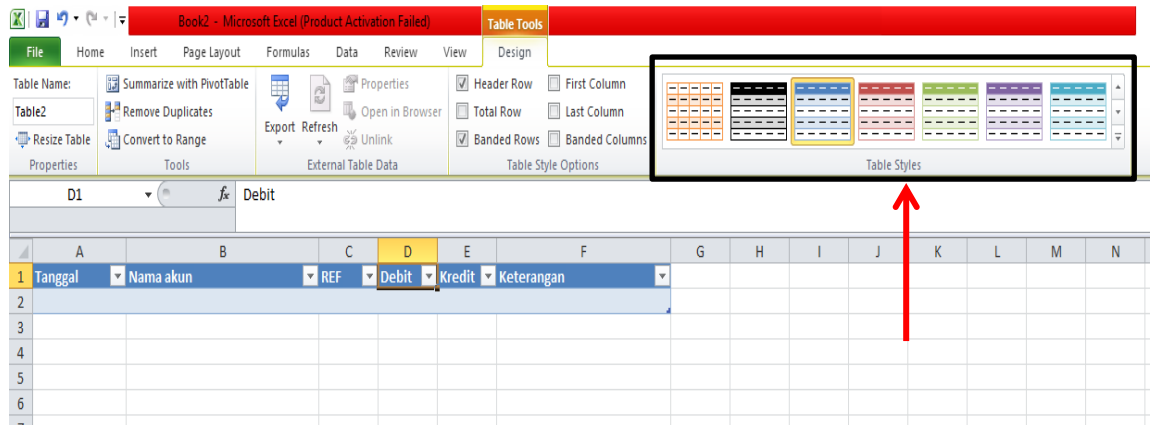 Book2 - Microsoft Excel (Product Activation Failed)
Table Tools
File Home Insert Page Layout Formulas Data Review View Design
Table Name: Summarize with PivotTable Properties Header Row First Column
Table2 Remove Duplicates Export Refresh Open in Browser Total Row Last Column
Resize Table Convert to Range Unlink Banded Rows Banded Columns
Properties Tools External Table Data Table Style Options Table Styles
D1 fx Debit
A B C D E F G H I J K L M N
1 Tanggal Nama akun REF Debit Kredit Keterangan
2
3
4
5
6